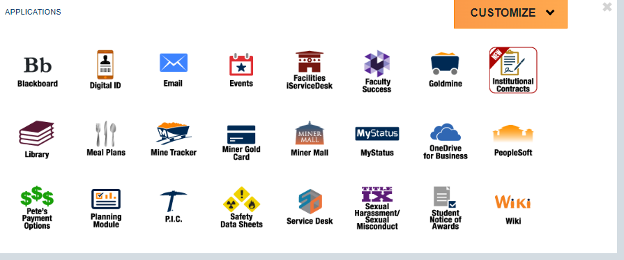 APPLICATIONS
CUSTOMIZE
Bb
Blackboard
Digital ID
Email
Events
Facilities
iServiceDesk
Faculty
Success
Goldmine
NEW
Institutional
Contracts
Library
Meal Plans
Mine Tracker
Miner Gold
Card
MINER
MALL
Miner Mall
MyStatus
MyStatus
OneDrive
for Business
PeopleSoft
$$$
Pete's
Payment
Options
Planning
Module
P.I.C.
Safety
Data Sheets
Service Desk
TITLE
IX
Sexual
Harassment/
Sexual
Misconduct
Student
Notice of
Awards
Wiki
Wiki